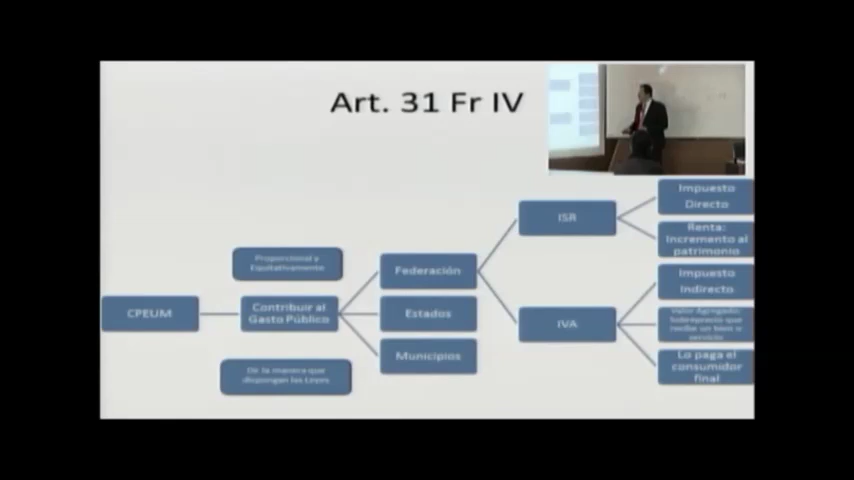 Art. 31 Fr IV
CPEUM
Proporcional y
Equitativamente
Contribuir al
Gasto Público
De la manera que
dispongan las Leyes
Federación
Estados
Municipios
ISR
IVA
Impuesto
Directo
Renta:
Incremento al
patrimonio
Impuesto
Indirecto
Valor Agregado:
Sobreprecio que
recibe un bien o
servicio
Lo paga el
consumidor
final